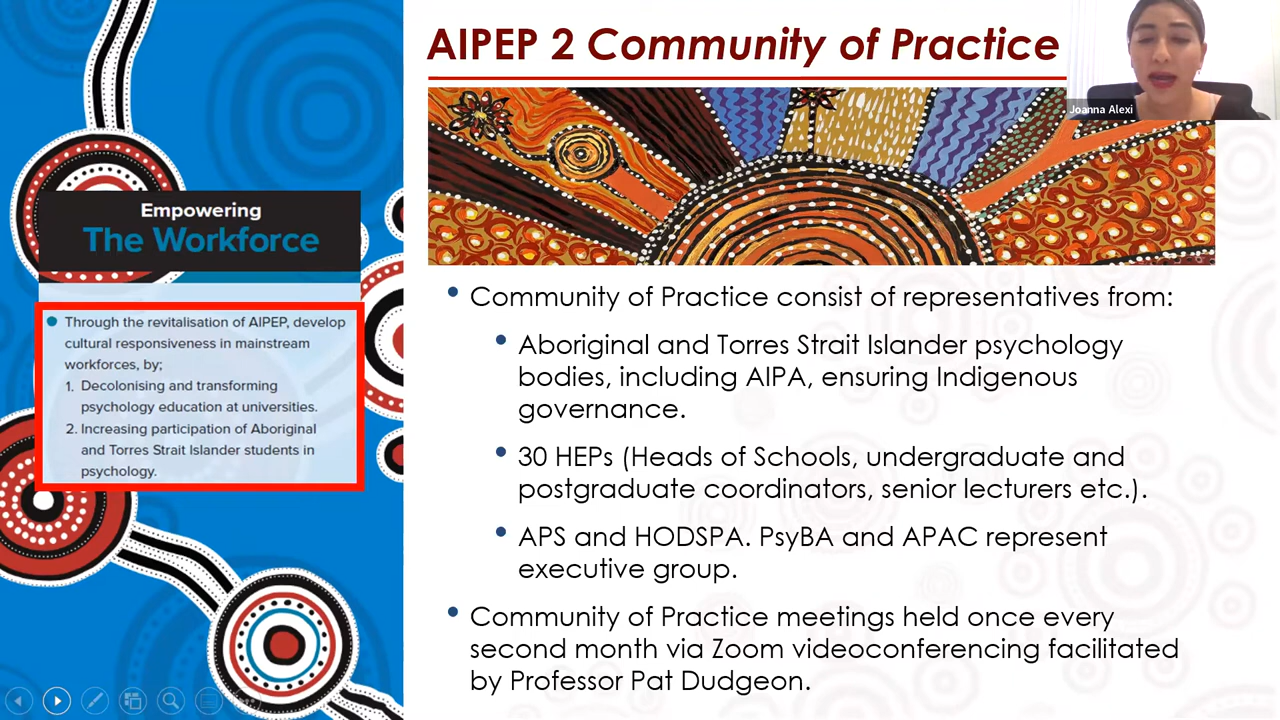 AIPEP 2 Community of Practice
Joanna Alexi
Empowering
The Workforce
• Through the revitalisation of AIPEP, develop
cultural responsiveness in mainstream
workforces, by;
1. Decolonising and transforming
psychology education at universities.
2. Increasing participation of Aboriginal
and Torres Strait Islander students in
psychology.
• Community of Practice consist of representatives from:
• Aboriginal and Torres Strait Islander psychology
bodies, including AIPA, ensuring Indigenous
governance.
• 30 HEPs (Heads of Schools, undergraduate and
postgraduate coordinators, senior lecturers etc.).
• APS and HODSPA. PsyBA and APAC represent
executive group.
• Community of Practice meetings held once every
second month via Zoom videoconferencing facilitated
by Professor Pat Dudgeon.